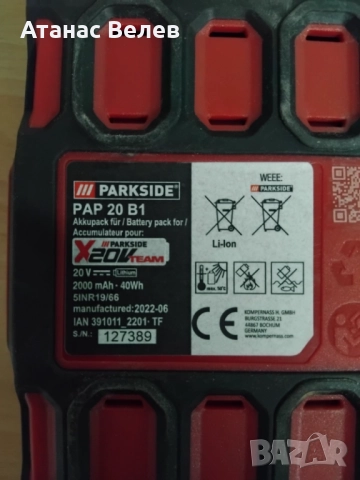 Атанас Велев
/// PARKSIDE®
WEEE:
/// PARKSIDE
PAP 20 B1
Akkupack für / Battery pack for /
Accumulateur pour:
/// PARKSIDE
X20V TEAM
Li-Ion
20 V Lithium
2000 mAh · 40Wh
5INR19/66
manufactured: 2022-06
IAN 391011_2201· TF
S./N.: 127389
CE
KOMPERNASS H. GMBH
BURGSTRASSE 21
44867 BOCHUM
GERMANY
www.kompernass.com
BAZAR
bg